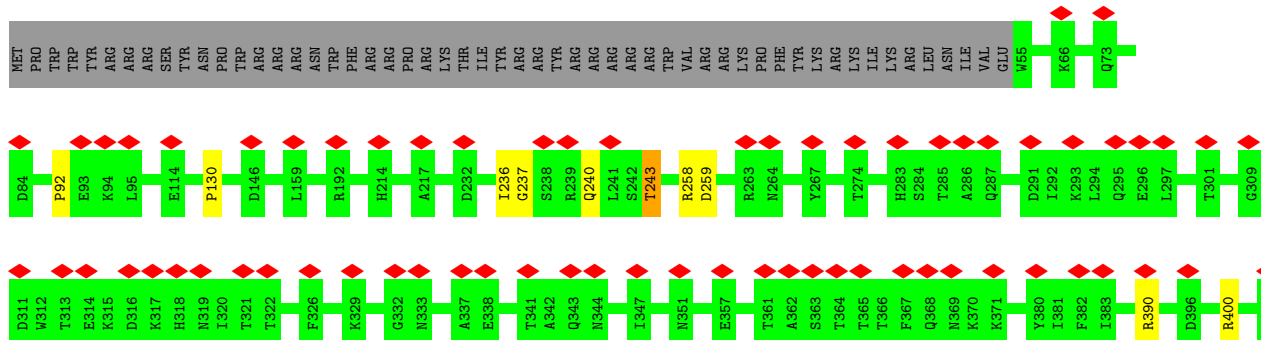 MET PRO TRP TRP TYR ARG ARG ARG SER TYR ASN PRO TRP ARG ARG ARG ASN TRP PHE ARG ARG PRO ARG LYS THR ILE TYR ARG ARG TYR ARG ARG ARG ARG ARG TRP VAL ARG ARG LYS PRO PHE TYR LYS ARG LYS ILE LYS ARG LEU ASN ILE VAL GLU W55 K66 Q73
D84 P92 E93 K94 L95 E114 P130 D146 L159 R192 H214 A217 D232 I236 G237 S238 R239 Q240 L241 S242 T243 R258 D259 R263 N264 Y267 T274 H283 S284 T285 A286 Q287 D291 I292 K293 L294 Q295 E296 L297 T301 G309
D311 W312 T313 E314 K315 D316 K317 H318 N319 I320 T321 T322 F326 K329 G332 N333 A337 E338 T341 A342 Q343 N344 I347 N351 E357 T361 A362 S363 T364 T365 T366 F367 Q368 N369 K370 K371 Y380 I381 F382 I383 R390 D396 R400